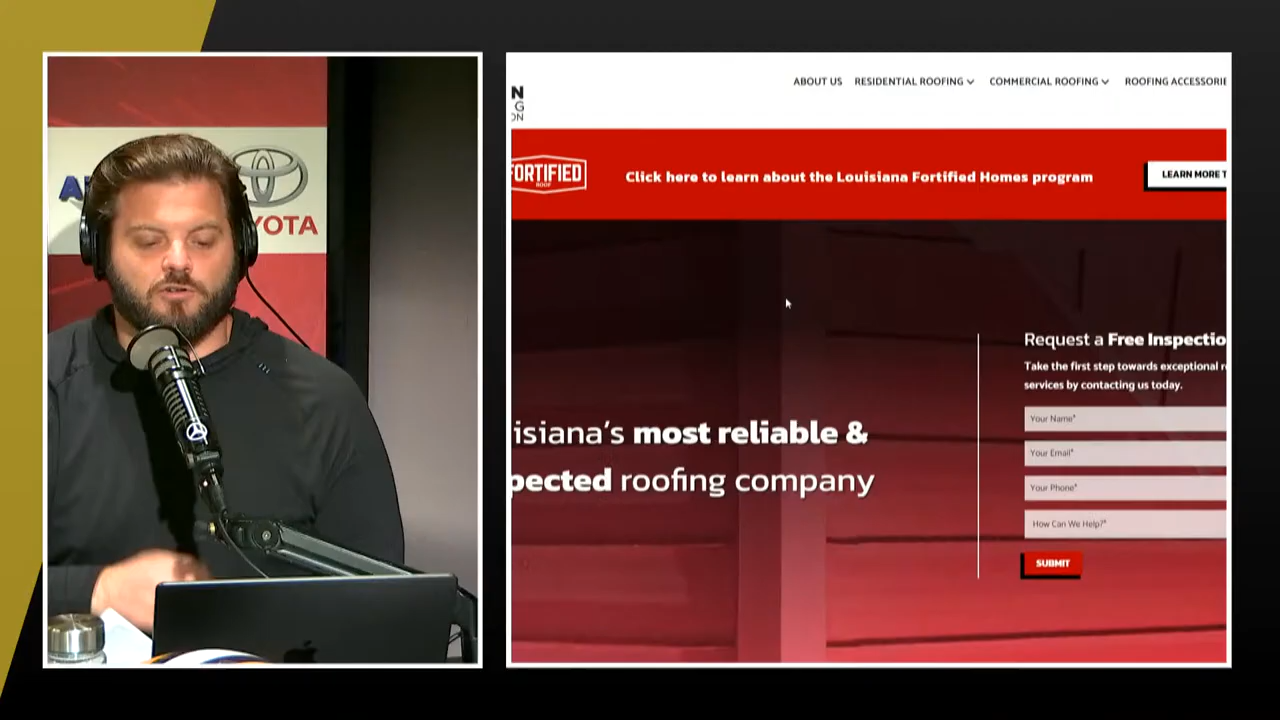 YOTA
N
G
ON
ABOUT US
RESIDENTIAL ROOFING
COMMERCIAL ROOFING
ROOFING ACCESSORIE
FORTIFIED
ROOF
Click here to learn about the Louisiana Fortified Homes program
LEARN MORE T
isiana's most reliable &
pected roofing company
Request a Free Inspectio
Take the first step towards exceptional r
services by contacting us today.
Your Name*
Your Email*
Your Phone*
How Can We Help?*
SUBMIT